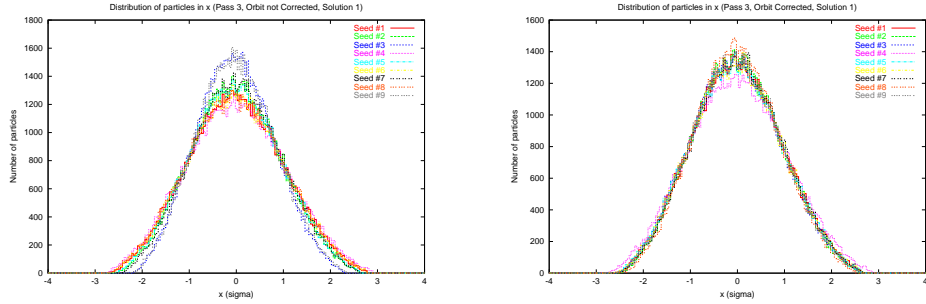 Distribution of particles in x (Pass 3, Orbit not Corrected, Solution 1)
Number of particles
1800
1600
1400
1200
1000
800
600
400
200
0
Seed #1
Seed #2
Seed #3
Seed #4
Seed #5
Seed #6
Seed #7
Seed #8
Seed #9
-4 -3 -2 -1 0 1 2 3 4
x (sigma)
Distribution of particles in x (Pass 3, Orbit Corrected, Solution 1)
Number of particles
1600
1400
1200
1000
800
600
400
200
0
Seed #1
Seed #2
Seed #3
Seed #4
Seed #5
Seed #6
Seed #7
Seed #8
Seed #9
-4 -3 -2 -1 0 1 2 3 4
x (sigma)